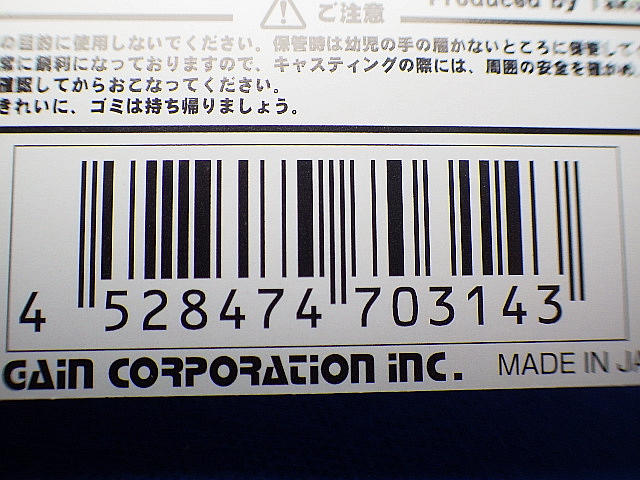 ご注意 Produced by
の目的に使用しないでください。保管時は幼児の手の届かないところに保管して
常に鋭利になっておりますので、キャスティングの際には、周囲の安全を確かめ
確認してからおこなってください。
きれいに、ゴミは持ち帰りましょう。
4 528474 703143
GAIN CORPORATION INC. MADE IN JA